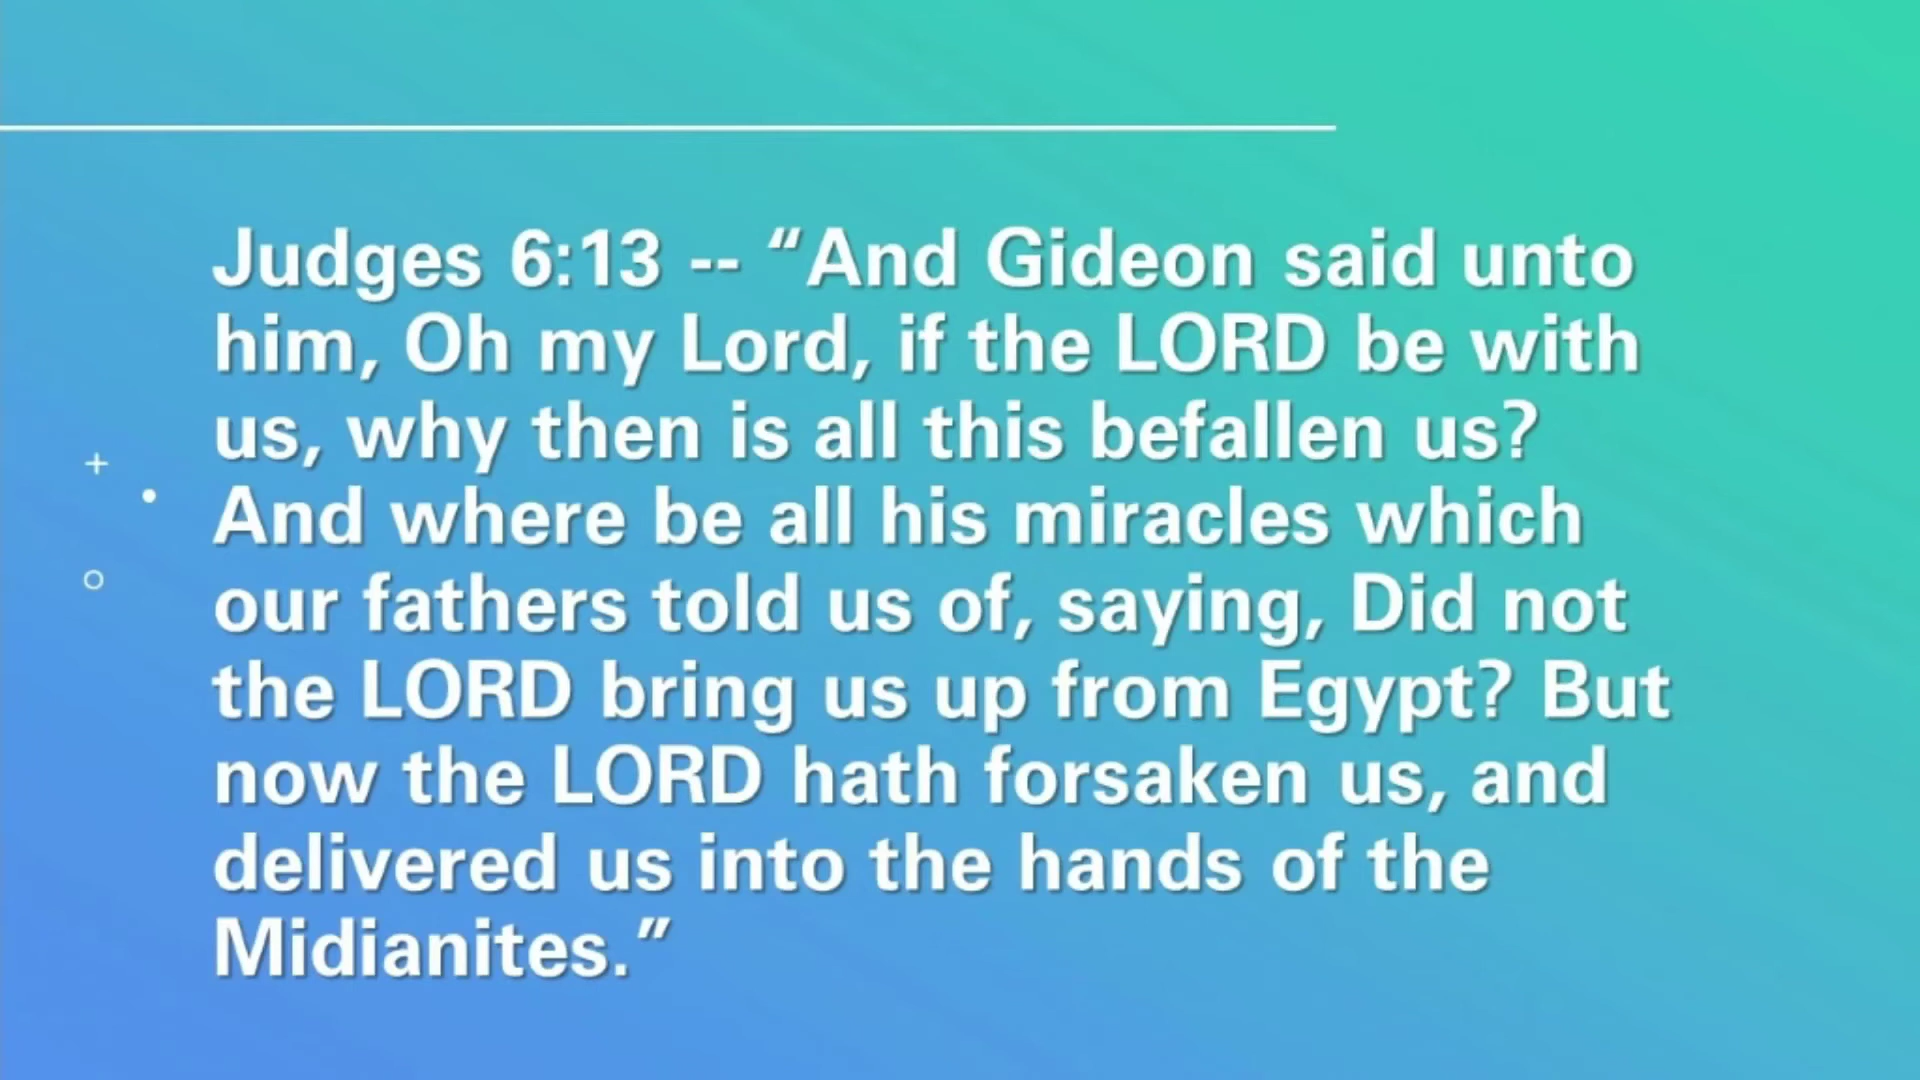 Judges 6:13 -- “And Gideon said unto
him, Oh my Lord, if the LORD be with
us, why then is all this befallen us?
And where be all his miracles which
our fathers told us of, saying, Did not
the LORD bring us up from Egypt? But
now the LORD hath forsaken us, and
delivered us into the hands of the
Midianites.”